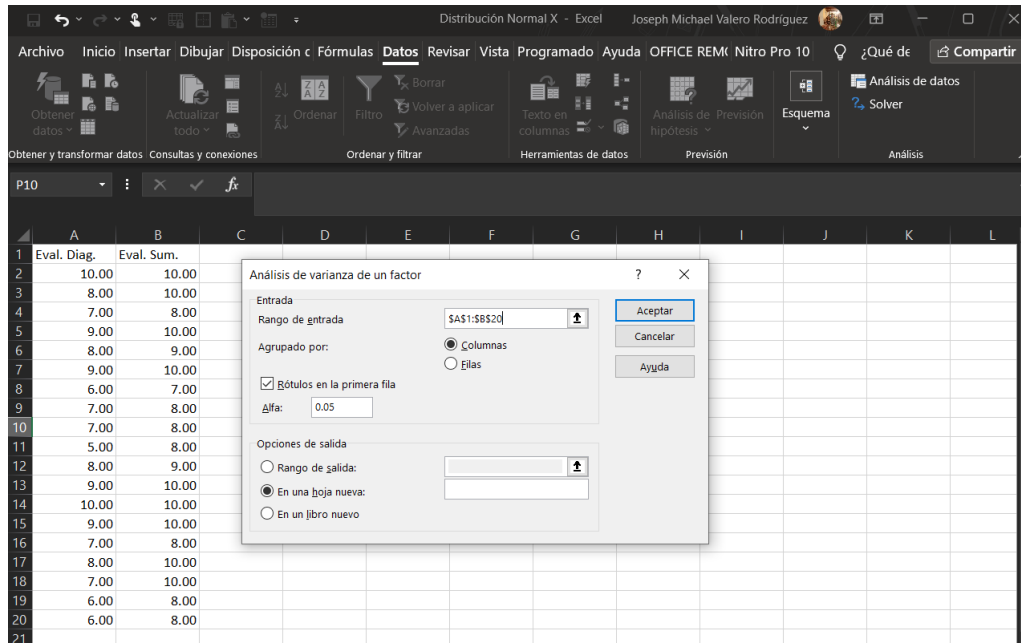 Distribución Normal X - Excel
Joseph Michael Valero Rodríguez
Archivo Inicio Insertar Dibujar Disposición c Fórmulas Datos Revisar Vista Programado Ayuda OFFICE REM( Nitro Pro 10 ¿Qué de Compartir
Obtener datos
Actualizar todo
Ordenar
Filtro
Borrar
Volver a aplicar
Avanzadas
Texto en columnas
Análisis de hipótesis
Previsión
Esquema
Análisis de datos
Solver
Obtener y transformar datos Consultas y conexiones Ordenar y filtrar Herramientas de datos Previsión Análisis
P10 fx
A B C D E F G H I J K L
1 Eval. Diag. Eval. Sum.
2 10.00 10.00
3 8.00 10.00
4 7.00 8.00
5 9.00 10.00
6 8.00 9.00
7 9.00 10.00
8 6.00 7.00
9 7.00 8.00
10 7.00 8.00
11 5.00 8.00
12 8.00 9.00
13 9.00 10.00
14 10.00 10.00
15 9.00 10.00
16 7.00 8.00
17 8.00 10.00
18 7.00 10.00
19 6.00 8.00
20 6.00 8.00
21
Análisis de varianza de un factor ? X
Entrada
Rango de entrada $A$1:$B$20
Agrupado por: Columnas
Filas
Rótulos en la primera fila
Alfa: 0.05
Opciones de salida
Rango de salida:
En una hoja nueva:
En un libro nuevo
Aceptar
Cancelar
Ayuda